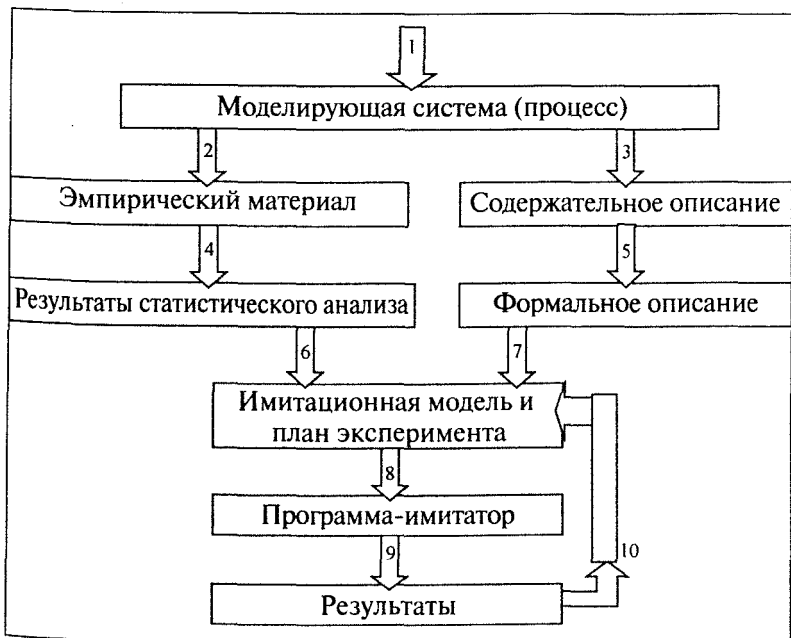 1
Моделирующая система (процесс)
2
3
Эмпирический материал
Содержательное описание
4
5
Результаты статистического анализа
Формальное описание
6
7
Имитационная модель и
план эксперимента
8
Программа-имитатор
9
10
Результаты